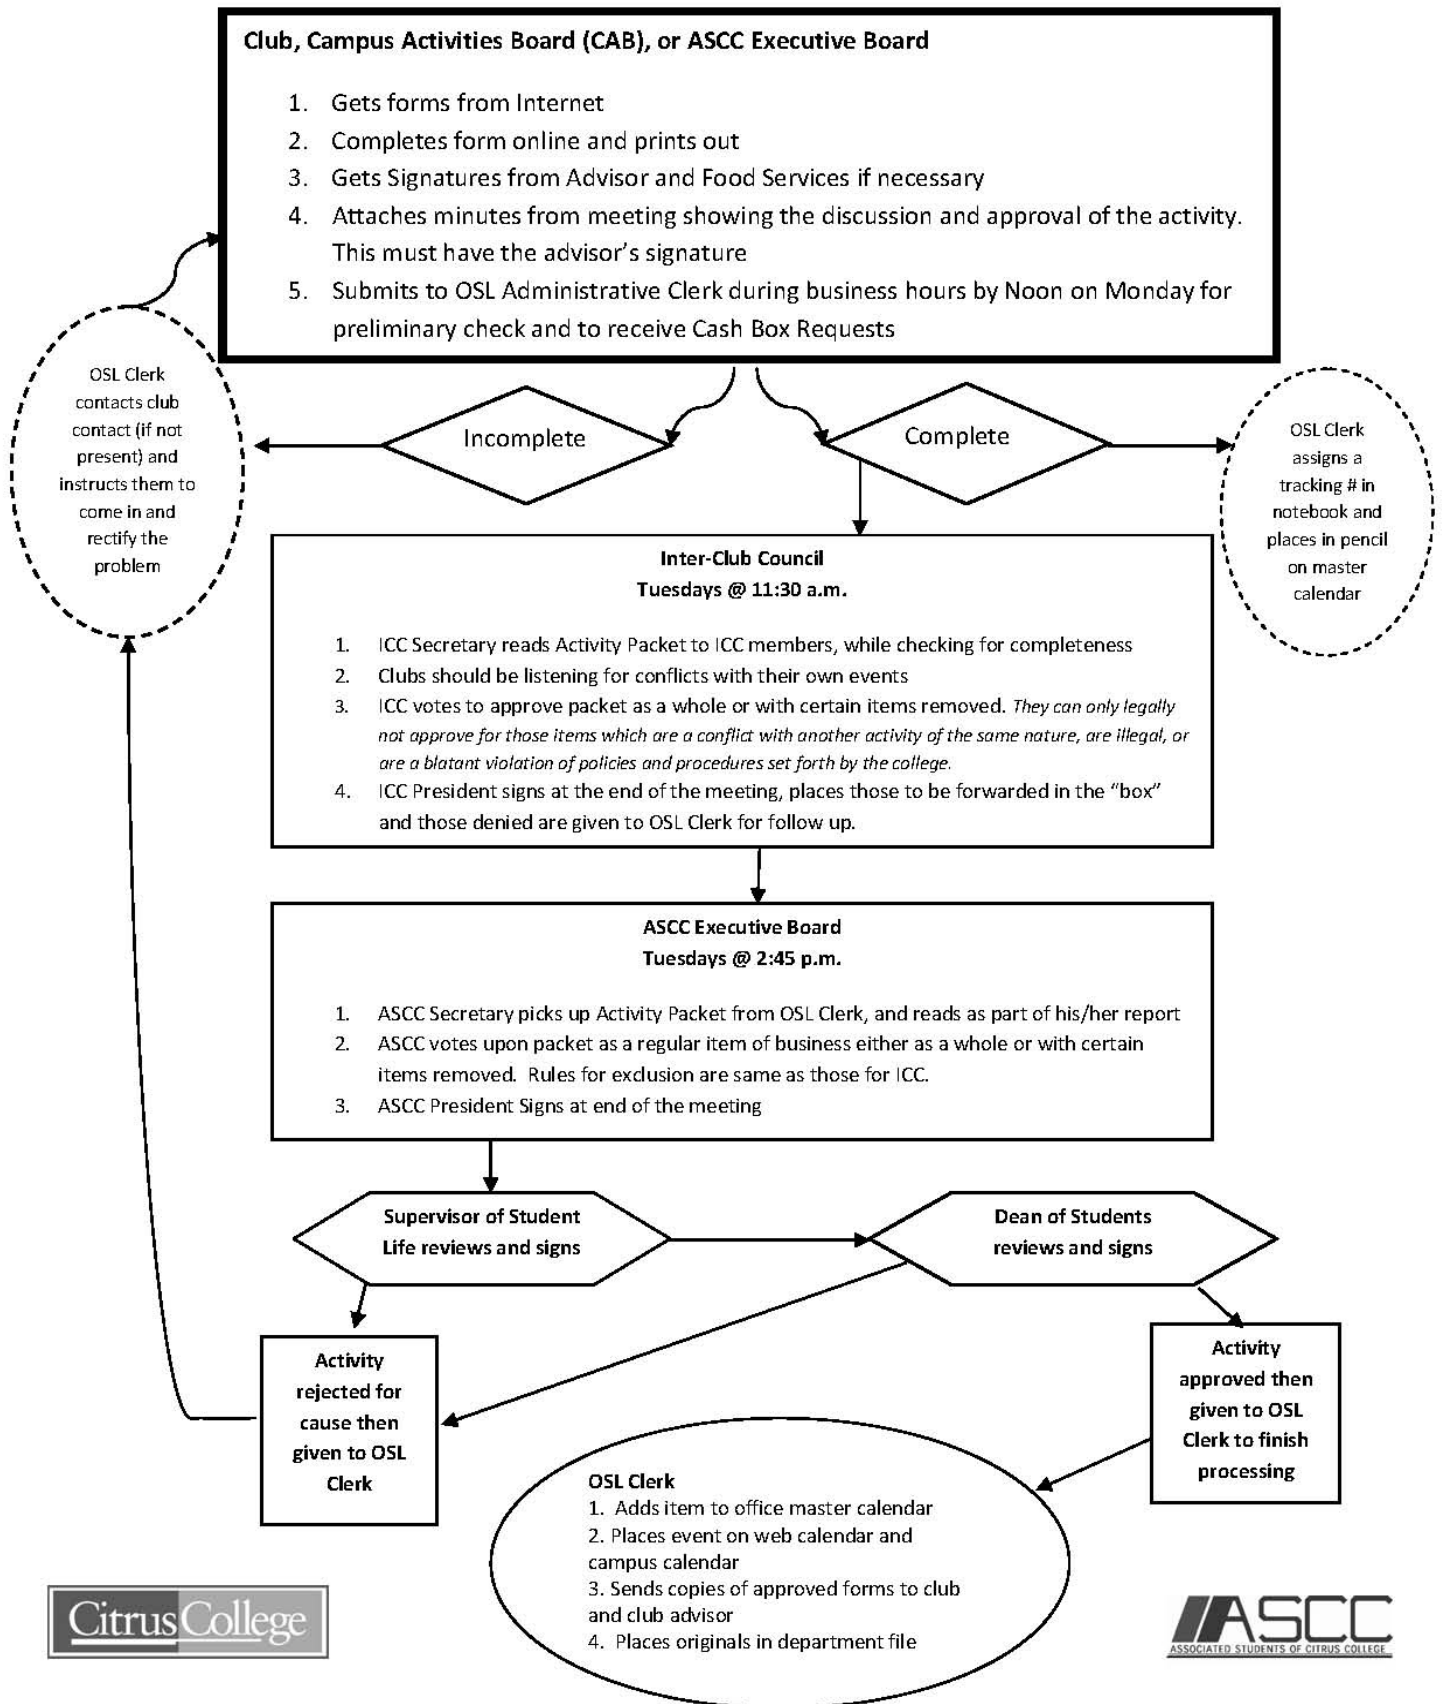 Club, Campus Activities Board (CAB), or ASCC Executive Board
1. Gets forms from Internet
2. Completes form online and prints out
3. Gets Signatures from Advisor and Food Services if necessary
4. Attaches minutes from meeting showing the discussion and approval of the activity.
This must have the advisor's signature
5. Submits to OSL Administrative Clerk during business hours by Noon on Monday for
preliminary check and to receive Cash Box Requests
OSL Clerk
contacts club
contact (if not
present) and
instructs them to
come in and
rectify the
problem
Incomplete
Complete
OSL Clerk
assigns a
tracking # in
notebook and
places in pencil
on master
calendar
Inter-Club Council
Tuesdays @ 11:30 a.m.
1. ICC Secretary reads Activity Packet to ICC members, while checking for completeness
2. Clubs should be listening for conflicts with their own events
3. ICC votes to approve packet as a whole or with certain items removed. They can only legally
not approve for those items which are a conflict with another activity of the same nature, are illegal, or
are a blatant violation of policies and procedures set forth by the college.
4. ICC President signs at the end of the meeting, places those to be forwarded in the "box"
and those denied are given to OSL Clerk for follow up.
ASCC Executive Board
Tuesdays @ 2:45 p.m.
1. ASCC Secretary picks up Activity Packet from OSL Clerk, and reads as part of his/her report
2. ASCC votes upon packet as a regular item of business either as a whole or with certain
items removed. Rules for exclusion are same as those for ICC.
3. ASCC President Signs at end of the meeting
Supervisor of Student
Life reviews and signs
Dean of Students
reviews and signs
Activity
rejected for
cause then
given to OSL
Clerk
Activity
approved then
given to OSL
Clerk to finish
processing
OSL Clerk
1. Adds item to office master calendar
2. Places event on web calendar and
campus calendar
3. Sends copies of approved forms to club
and club advisor
4. Places originals in department file
Citrus College
ASCC
ASSOCIATED STUDENTS OF CITRUS COLLEGE